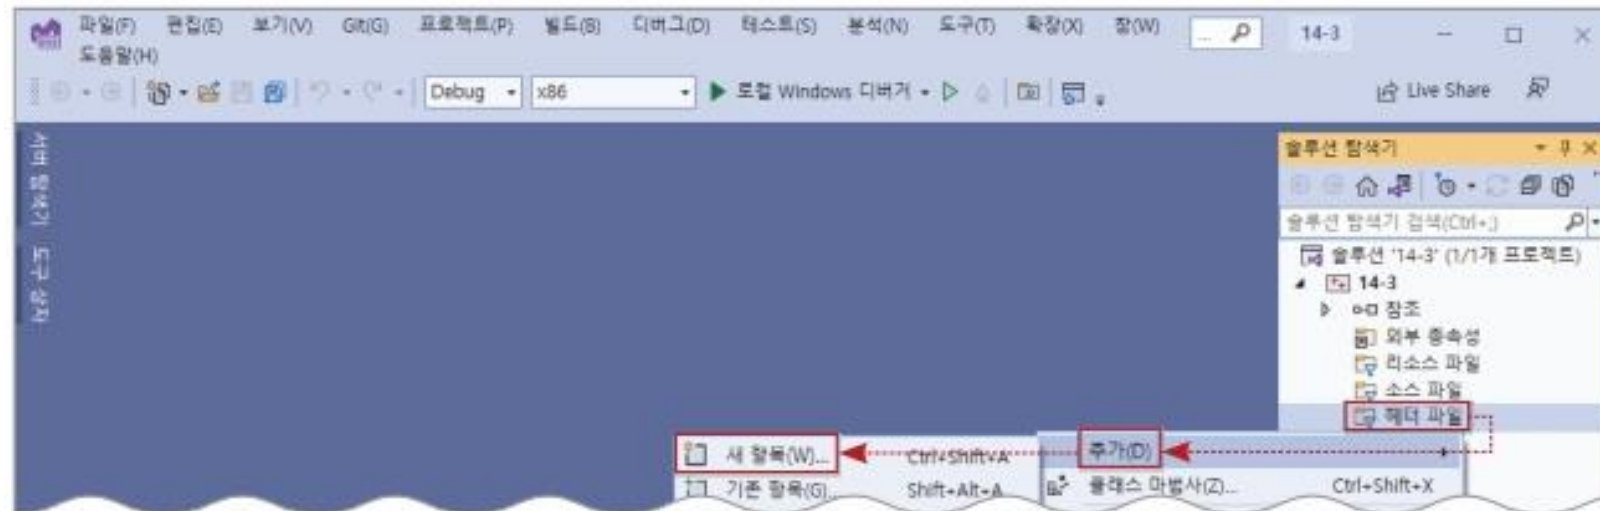 파일(F) 편집(E) 보기(V) Git(G) 프로젝트(P) 빌드(B) 디버그(D) 테스트(S) 분석(N) 도구(T) 확장(X) 창(W) ... 14-3
도움말(H)
Debug x86 로컬 Windows 디버거 Live Share
서버 탐색기 도구 상자
솔루션 탐색기
솔루션 탐색기 검색(Ctrl+;)
솔루션 '14-3' (1/1개 프로젝트)
14-3
참조
외부 종속성
리소스 파일
소스 파일
헤더 파일
새 항목(W)... Ctrl+Shift+A 추가(D)
기존 항목(G)... Shift+Alt+A 클래스 마법사(Z)... Ctrl+Shift+X